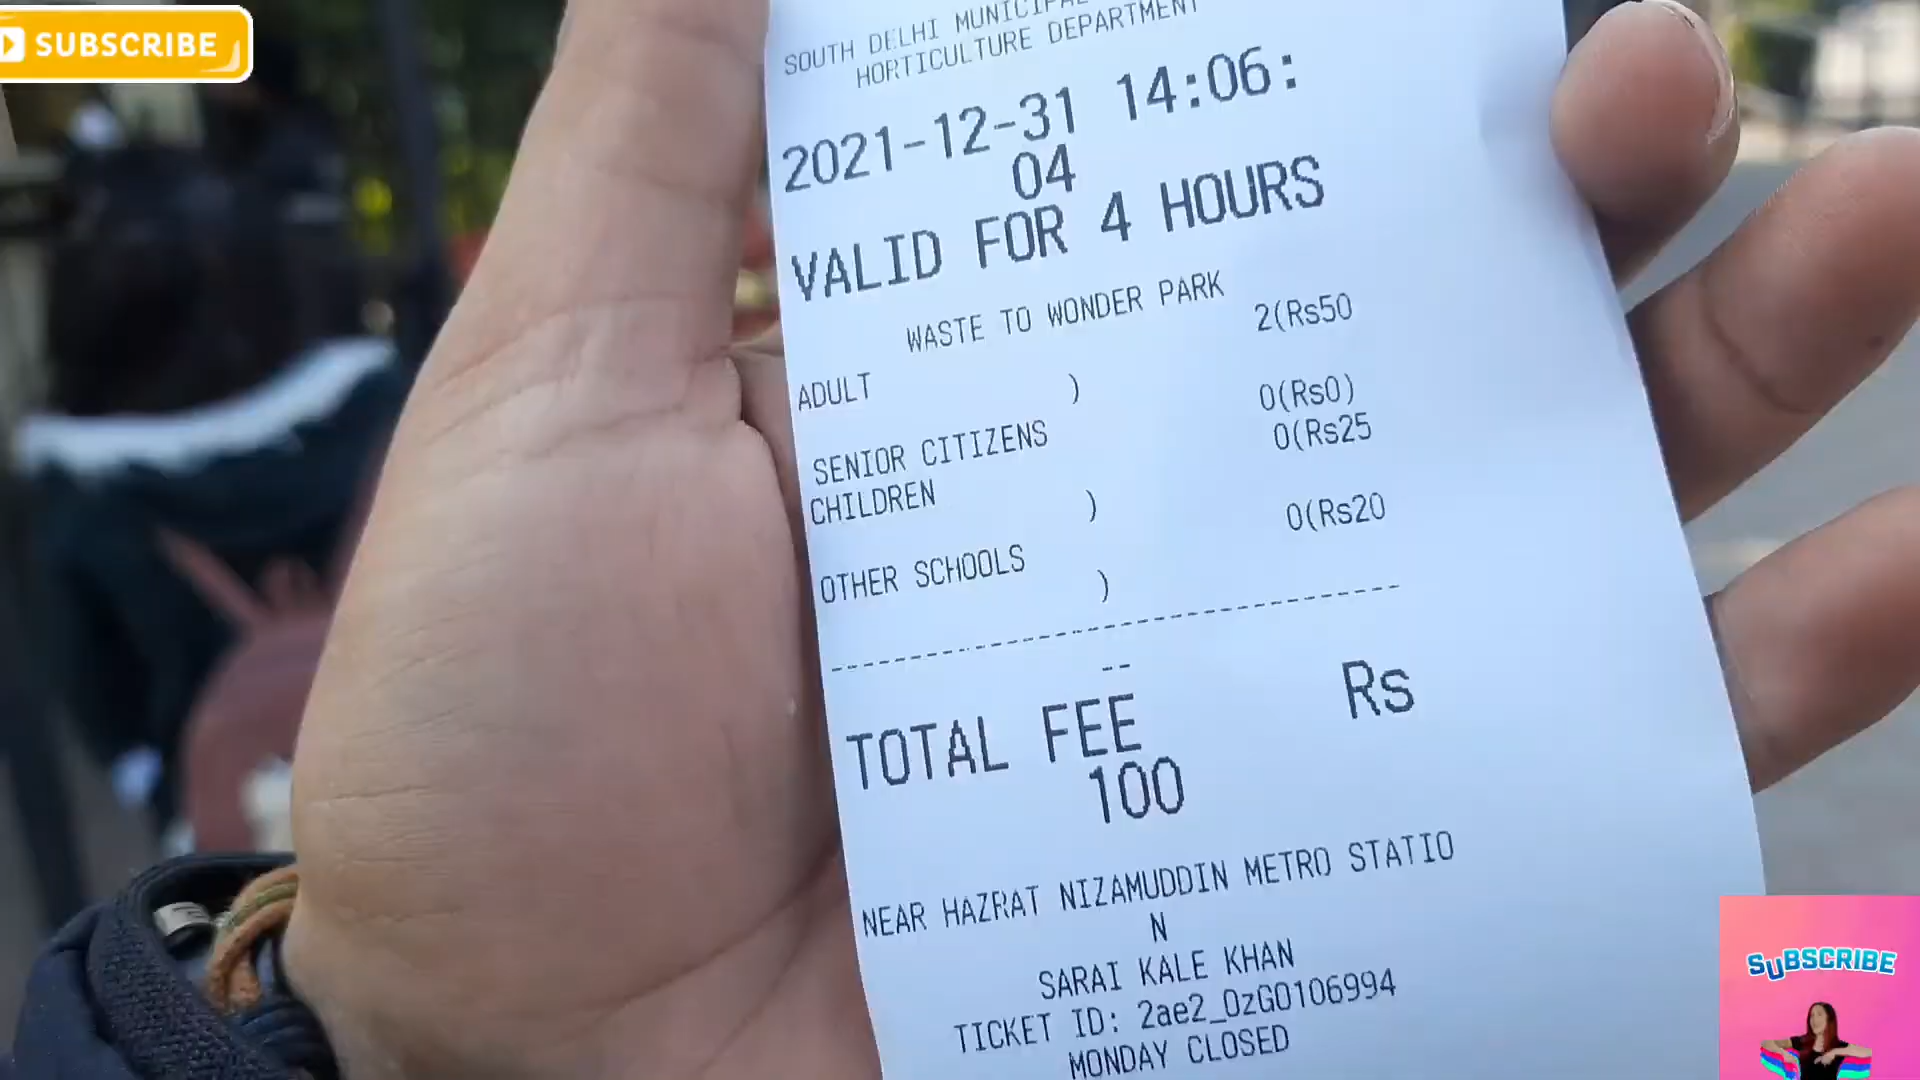 SUBSCRIBE
SOUTH DELHI MUNICIPAL
HORTICULTURE DEPARTMENT
2021-12-31 14:06:
04
VALID FOR 4 HOURS
WASTE TO WONDER PARK
ADULT 2(Rs50
)
SENIOR CITIZENS 0(Rs0)
CHILDREN 0(Rs25
)
OTHER SCHOOLS 0(Rs20
)
--------------------------------
--
TOTAL FEE Rs
100
NEAR HAZRAT NIZAMUDDIN METRO STATIO
N
SARAI KALE KHAN
TICKET ID: 2ae2_0zG0106994
MONDAY CLOSED
SUBSCRIBE